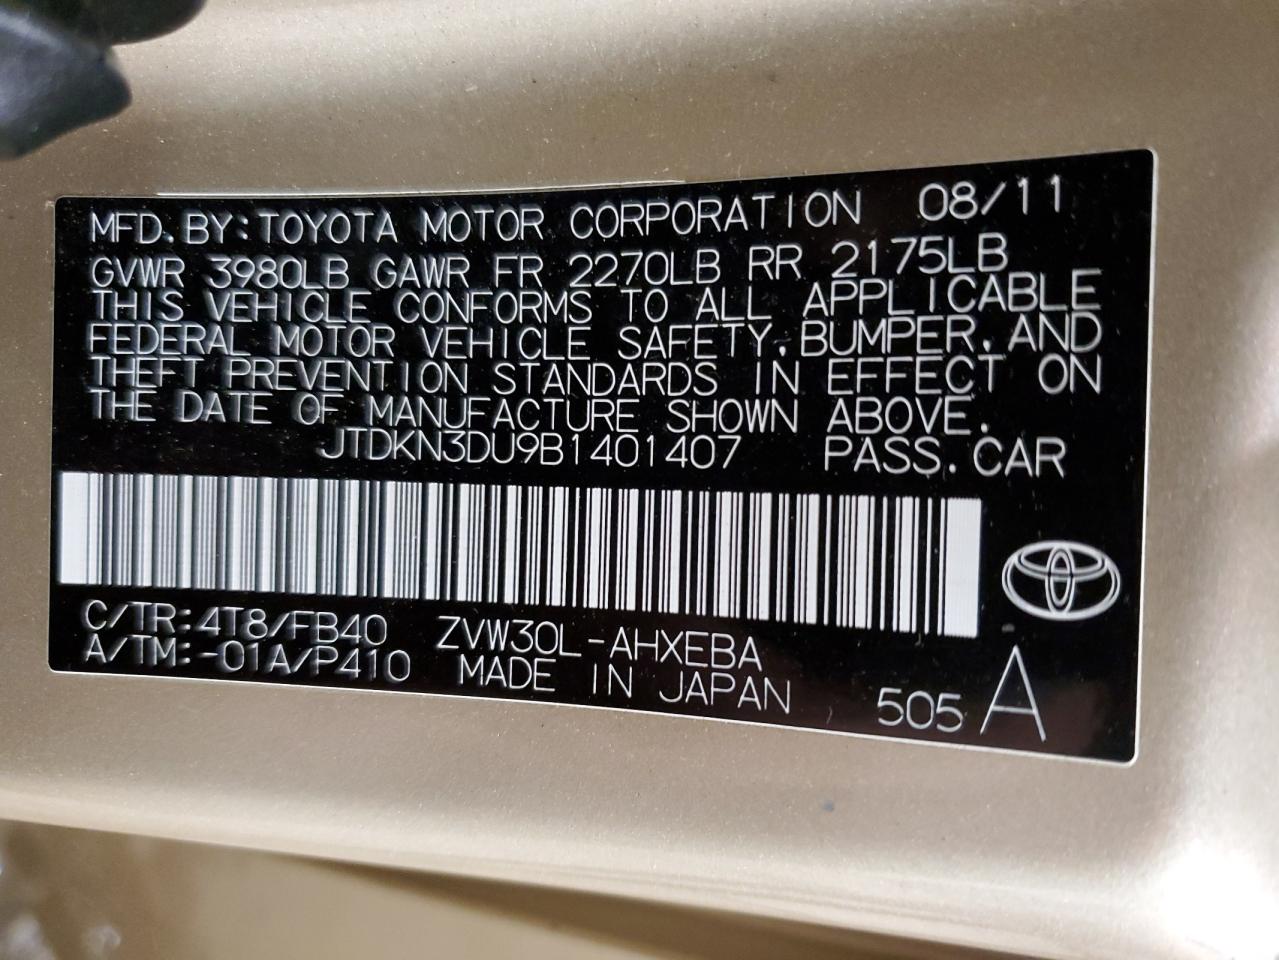 MFD. BY: TOYOTA MOTOR CORPORATION 08/11
GVWR 3980LB GAWR FR 2270LB RR 2175LB
THIS VEHICLE CONFORMS TO ALL APPLICABLE
FEDERAL MOTOR VEHICLE SAFETY, BUMPER, AND
THEFT PREVENTION STANDARDS IN EFFECT ON
THE DATE OF MANUFACTURE SHOWN ABOVE.
JTDKN3DU9B1401407 PASS. CAR
C/TR: 4T8/FB40 ZVW30L-AHXEBA
A/TM: -01A/P410 MADE IN JAPAN 505 A